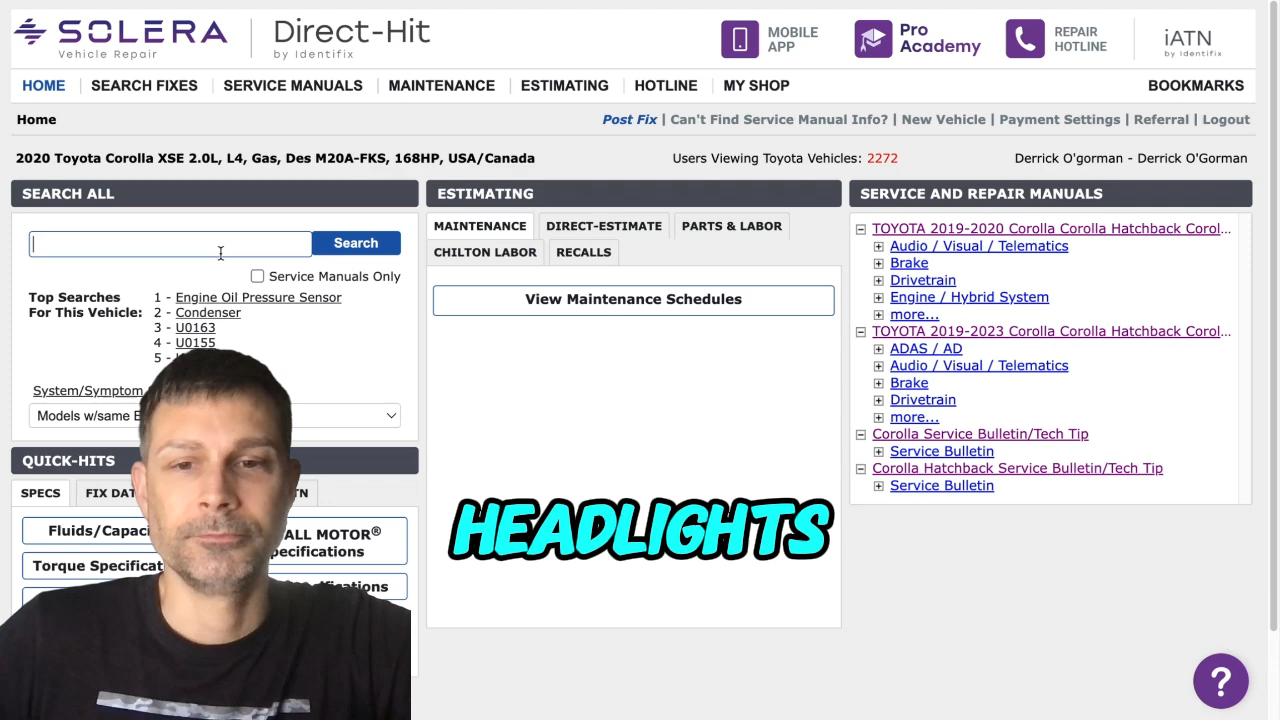 SOLERA
Vehicle Repair
Direct-Hit
by Identifix
MOBILE
APP
Pro
Academy
REPAIR
HOTLINE
iATN
by Identifix
HOME
SEARCH FIXES
SERVICE MANUALS
MAINTENANCE
ESTIMATING
HOTLINE
MY SHOP
BOOKMARKS
Home
Post Fix | Can't Find Service Manual Info? | New Vehicle | Payment Settings | Referral | Logout
2020 Toyota Corolla XSE 2.0L, L4, Gas, Des M20A-FKS, 168HP, USA/Canada
Users Viewing Toyota Vehicles: 2272
Derrick O'gorman - Derrick O'Gorman
SEARCH ALL
Search
Service Manuals Only
Top Searches
For This Vehicle:
1 - Engine Oil Pressure Sensor
2 - Condenser
3 - U0163
4 - U0155
5 -
System/Symptom
Models w/same
QUICK-HITS
SPECS
FIX
Torque
ESTIMATING
MAINTENANCE
DIRECT-ESTIMATE
PARTS & LABOR
CHILTON LABOR
RECALLS
View Maintenance Schedules
HEADLIGHTS
SERVICE AND REPAIR MANUALS
TOYOTA 2019-2020 Corolla Corolla Hatchback Corol...
Audio / Visual / Telematics
Brake
Drivetrain
Engine / Hybrid System
more...
TOYOTA 2019-2023 Corolla Corolla Hatchback Corol...
ADAS / AD
Audio / Visual / Telematics
Brake
Drivetrain
more...
Corolla Service Bulletin/Tech Tip
Service Bulletin
Corolla Hatchback Service Bulletin/Tech Tip
Service Bulletin
?